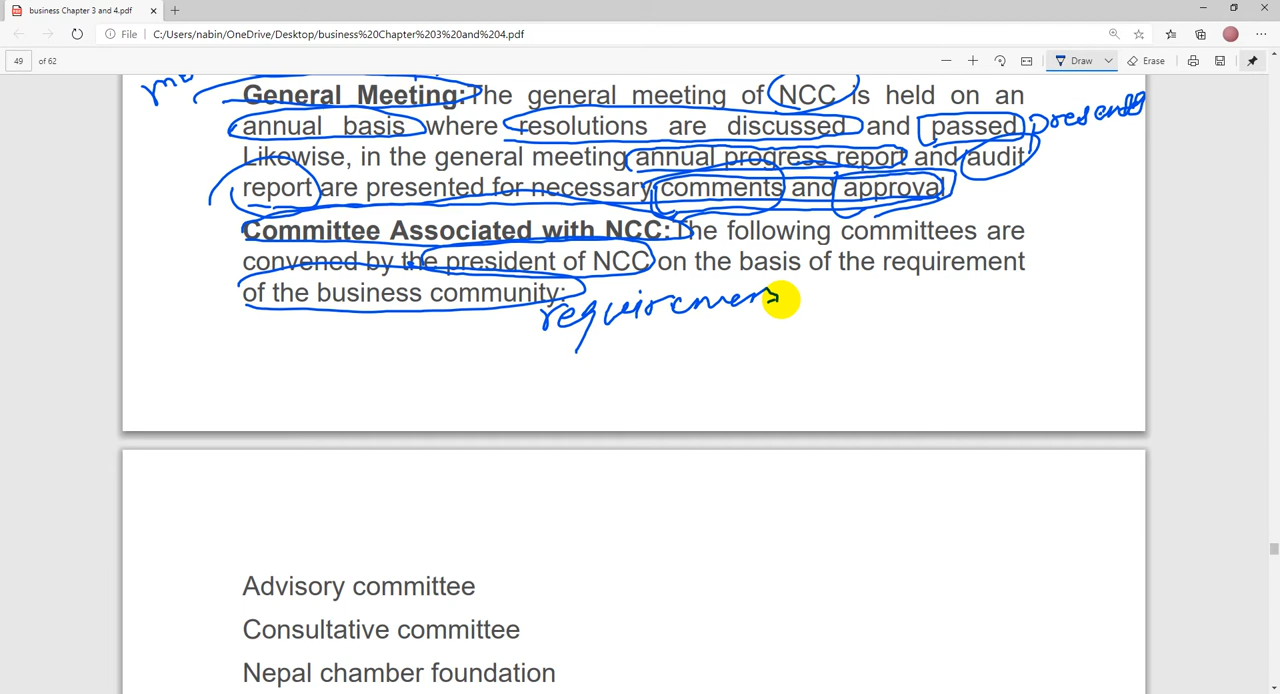 business Chapter 3 and 4.pdf
File C:/Users/nabin/OneDrive/Desktop/business%20Chapter%203%20and%204.pdf
49 of 62
Draw Erase
General Meeting: The general meeting of NCC is held on an
annual basis where resolutions are discussed and passed
Likewise, in the general meeting annual progress report and audit
report are presented for necessary comments and approval
Committee Associated with NCC: The following committees are
convened by the president of NCC on the basis of the requirement
of the business community:
Advisory committee
Consultative committee
Nepal chamber foundation